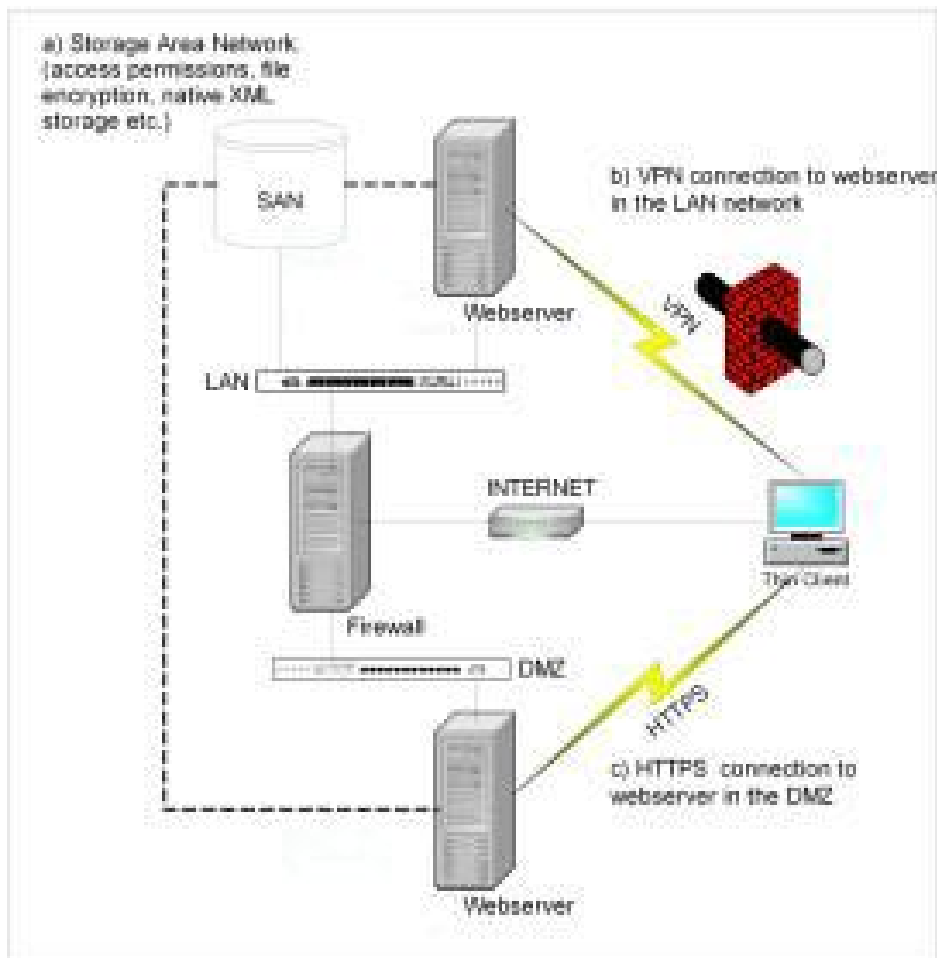 a) Storage Area Network
(access permissions, file
encryption, native XML
storage etc.)
SAN
Webserver
b) VPN connection to webserver
in the LAN network
VPN
LAN
INTERNET
Thin Client
Firewall
DMZ
HTTPS
c) HTTPS connection to
webserver in the DMZ
Webserver